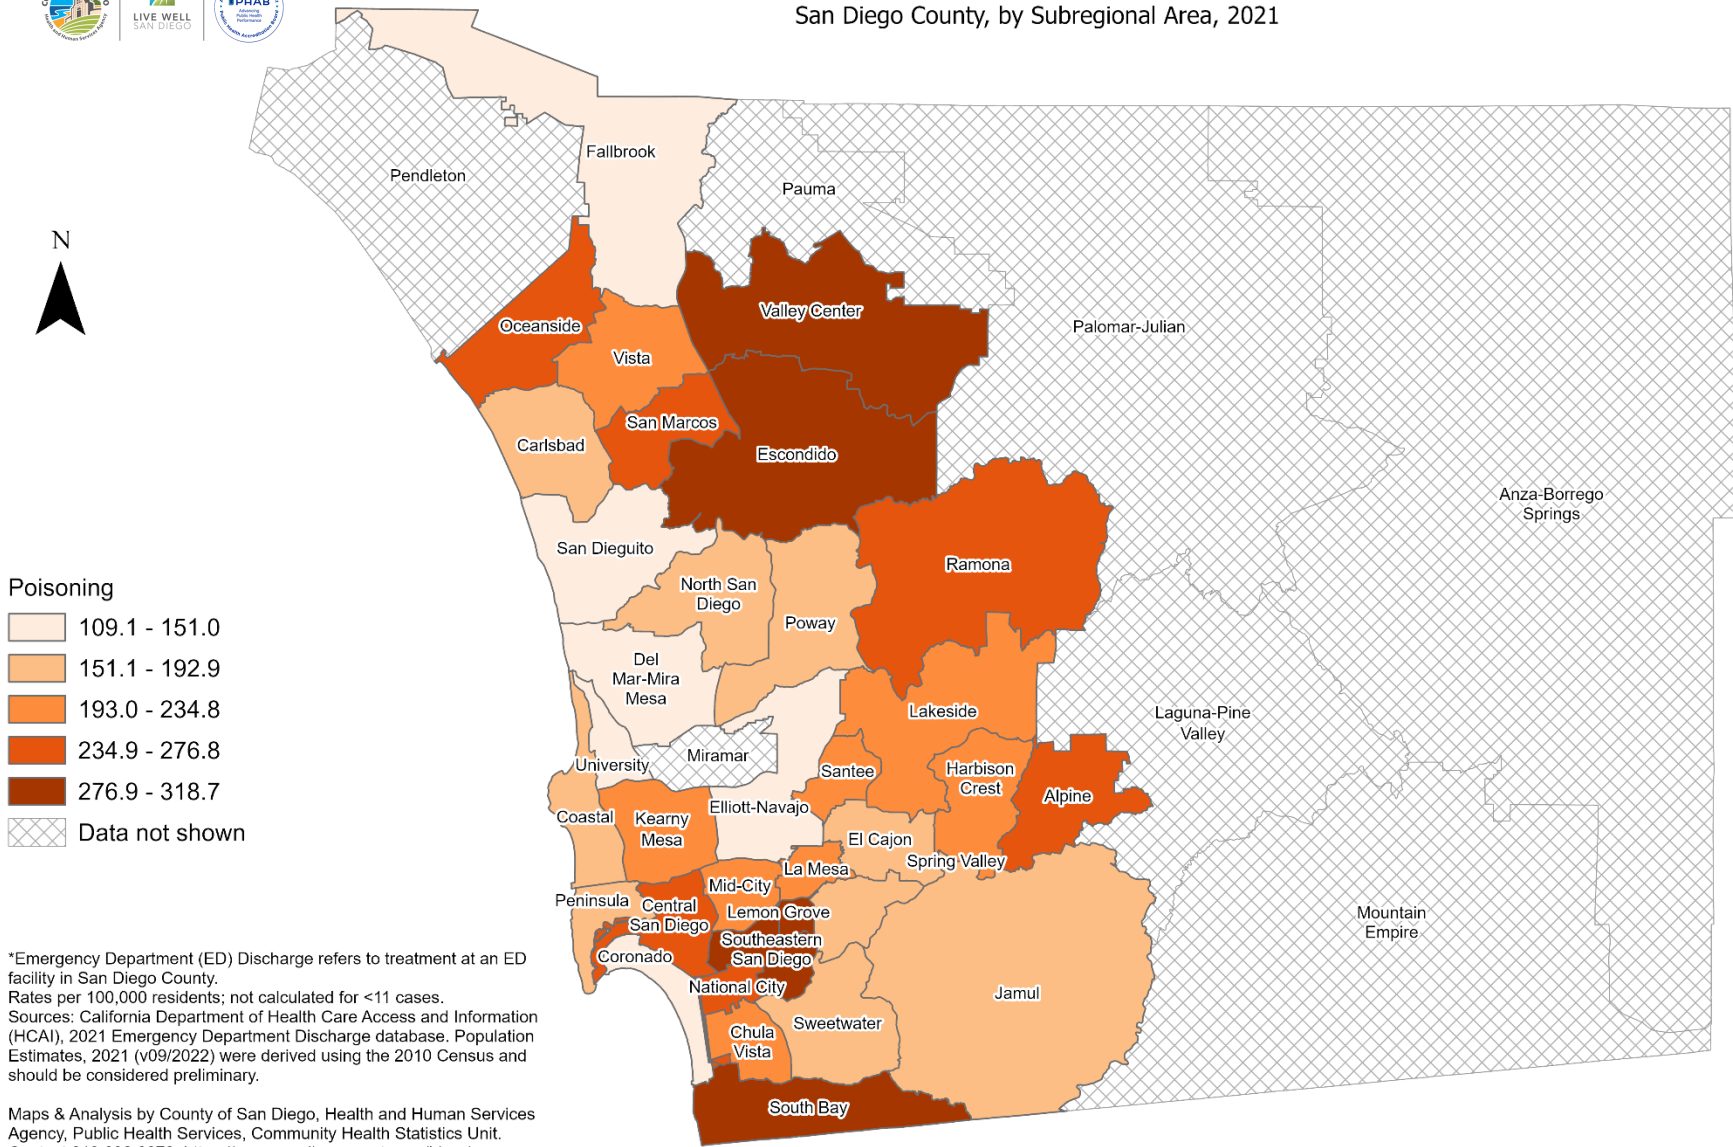 PHAB
Advancing
Public Health
Performance
LIVE WELL
SAN DIEGO
San Diego County, by Subregional Area, 2021
N
Fallbrook
Pendleton
Pauma
Valley Center
Oceanside
Palomar-Julian
Vista
San Marcos
Carlsbad
Escondido
Anza-Borrego
Springs
San Dieguito
Ramona
North San
Diego
Poway
Del
Mar-Mira
Mesa
Lakeside
Laguna-Pine
Valley
Miramar
University
Santee
Harbison
Crest
Alpine
Elliott-Navajo
Coastal
Kearny
Mesa
El Cajon
Spring Valley
La Mesa
Mid-City
Peninsula
Central
San Diego
Lemon Grove
Mountain
Empire
Southeastern
San Diego
Coronado
National City
Jamul
Sweetwater
Chula
Vista
South Bay
Poisoning
109.1 - 151.0
151.1 - 192.9
193.0 - 234.8
234.9 - 276.8
276.9 - 318.7
Data not shown
*Emergency Department (ED) Discharge refers to treatment at an ED
facility in San Diego County.
Rates per 100,000 residents; not calculated for <11 cases.
Sources: California Department of Health Care Access and Information
(HCAI), 2021 Emergency Department Discharge database. Population
Estimates, 2021 (v09/2022) were derived using the 2010 Census and
should be considered preliminary.
Maps & Analysis by County of San Diego, Health and Human Services
Agency, Public Health Services, Community Health Statistics Unit.